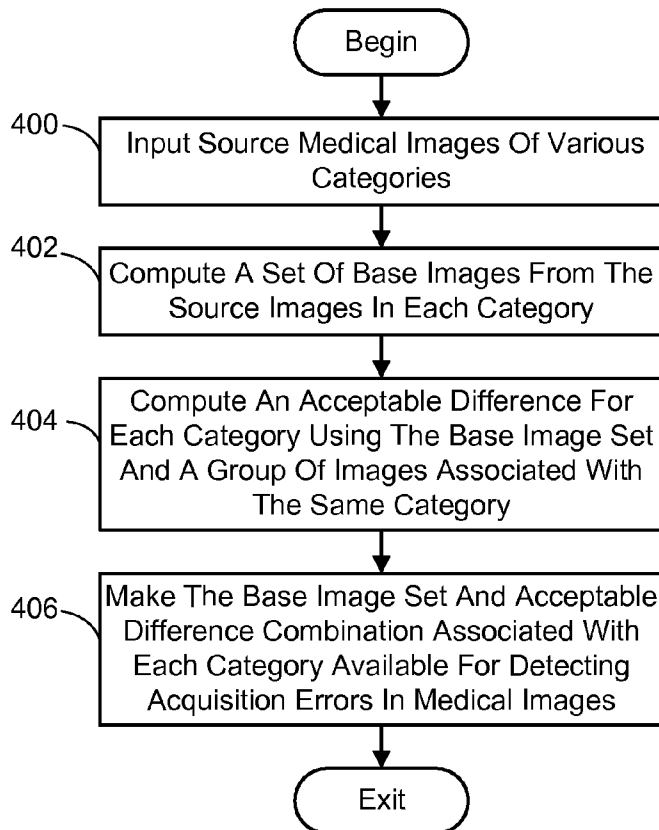 Begin
400
Input Source Medical Images Of Various
Categories
402
Compute A Set Of Base Images From The
Source Images In Each Category
404
Compute An Acceptable Difference For
Each Category Using The Base Image Set
And A Group Of Images Associated With
The Same Category
406
Make The Base Image Set And Acceptable
Difference Combination Associated With
Each Category Available For Detecting
Acquisition Errors In Medical Images
Exit